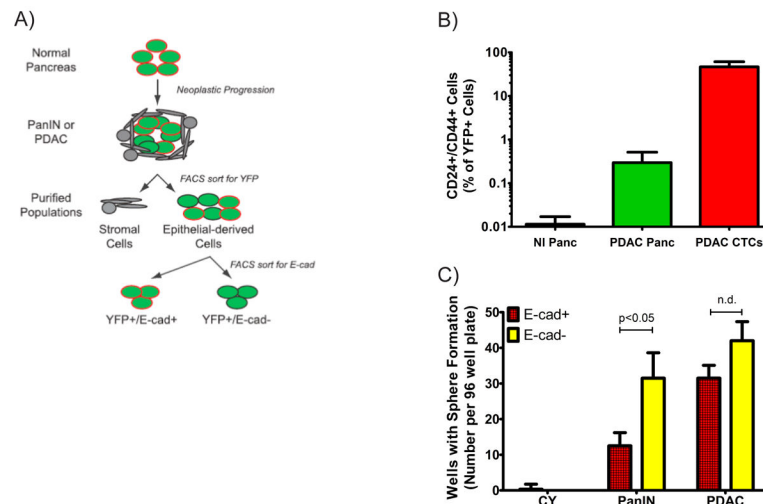 A)
Normal
Pancreas
Neoplastic Progression
PanIN or
PDAC
FACS sort for YFP
Purified
Populations
Stromal
Cells
Epithelial-derived
Cells
FACS sort for E-cad
YFP+/E-cad+
YFP+/E-cad-
B)
CD24+/CD44+ Cells
(% of YFP+ Cells)
100
10
1
0.1
0.01
NI Panc
PDAC Panc
PDAC CTCs
C)
Wells with Sphere Formation
(Number per 96 well plate)
50
40
30
20
10
0
E-cad+
E-cad-
p<0.05
n.d.
CY
PanIN
PDAC